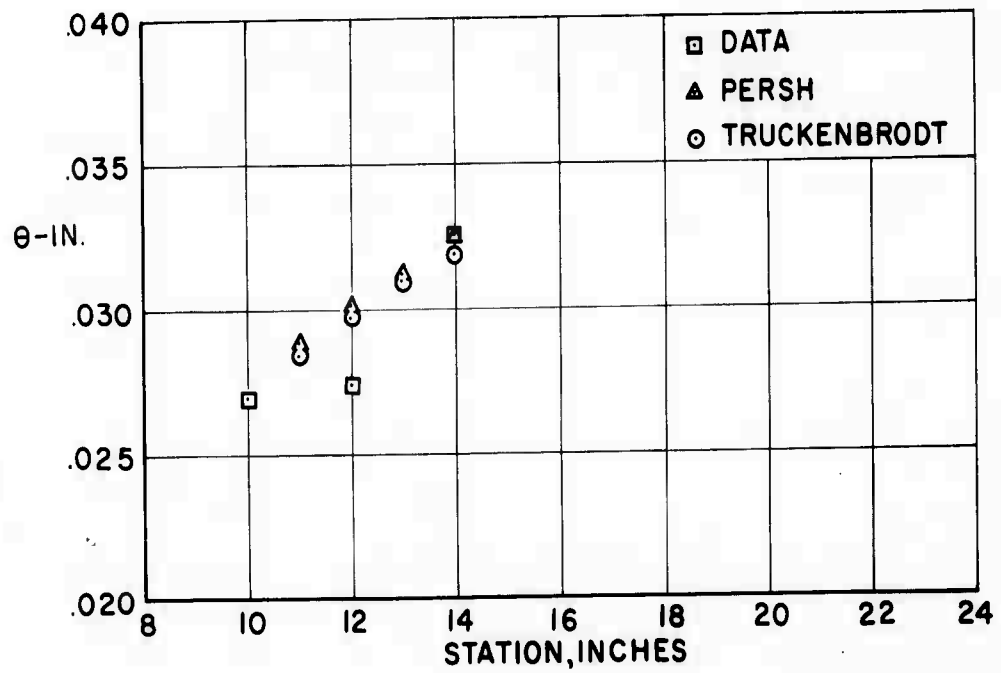 .040
.035
.030
.025
.020
θ-IN.
DATA
PERSH
TRUCKENBRODT
8 10 12 14 16 18 20 22 24
STATION,INCHES